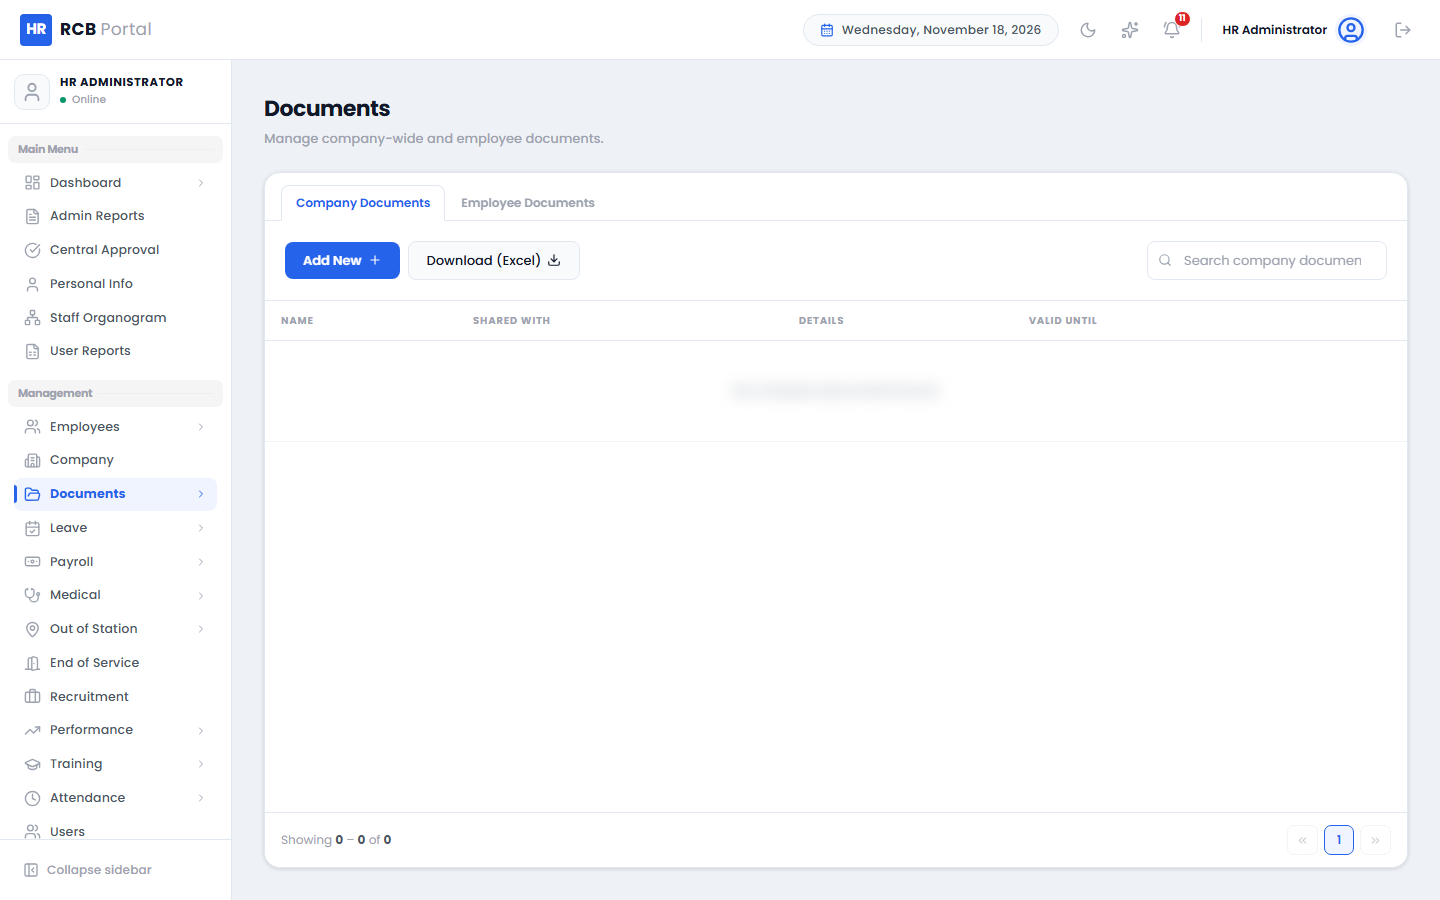 HR RCB Portal
Wednesday, November 18, 2026
11
HR Administrator
HR ADMINISTRATOR
Online
Main Menu
Dashboard
Admin Reports
Central Approval
Personal Info
Staff Organogram
User Reports
Management
Employees
Company
Documents
Leave
Payroll
Medical
Out of Station
End of Service
Recruitment
Performance
Training
Attendance
Users
Collapse sidebar
Documents
Manage company-wide and employee documents.
Company Documents
Employee Documents
Add New +
Download (Excel)
Search company documen
NAME SHARED WITH DETAILS VALID UNTIL
Showing 0 – 0 of 0
« 1 »